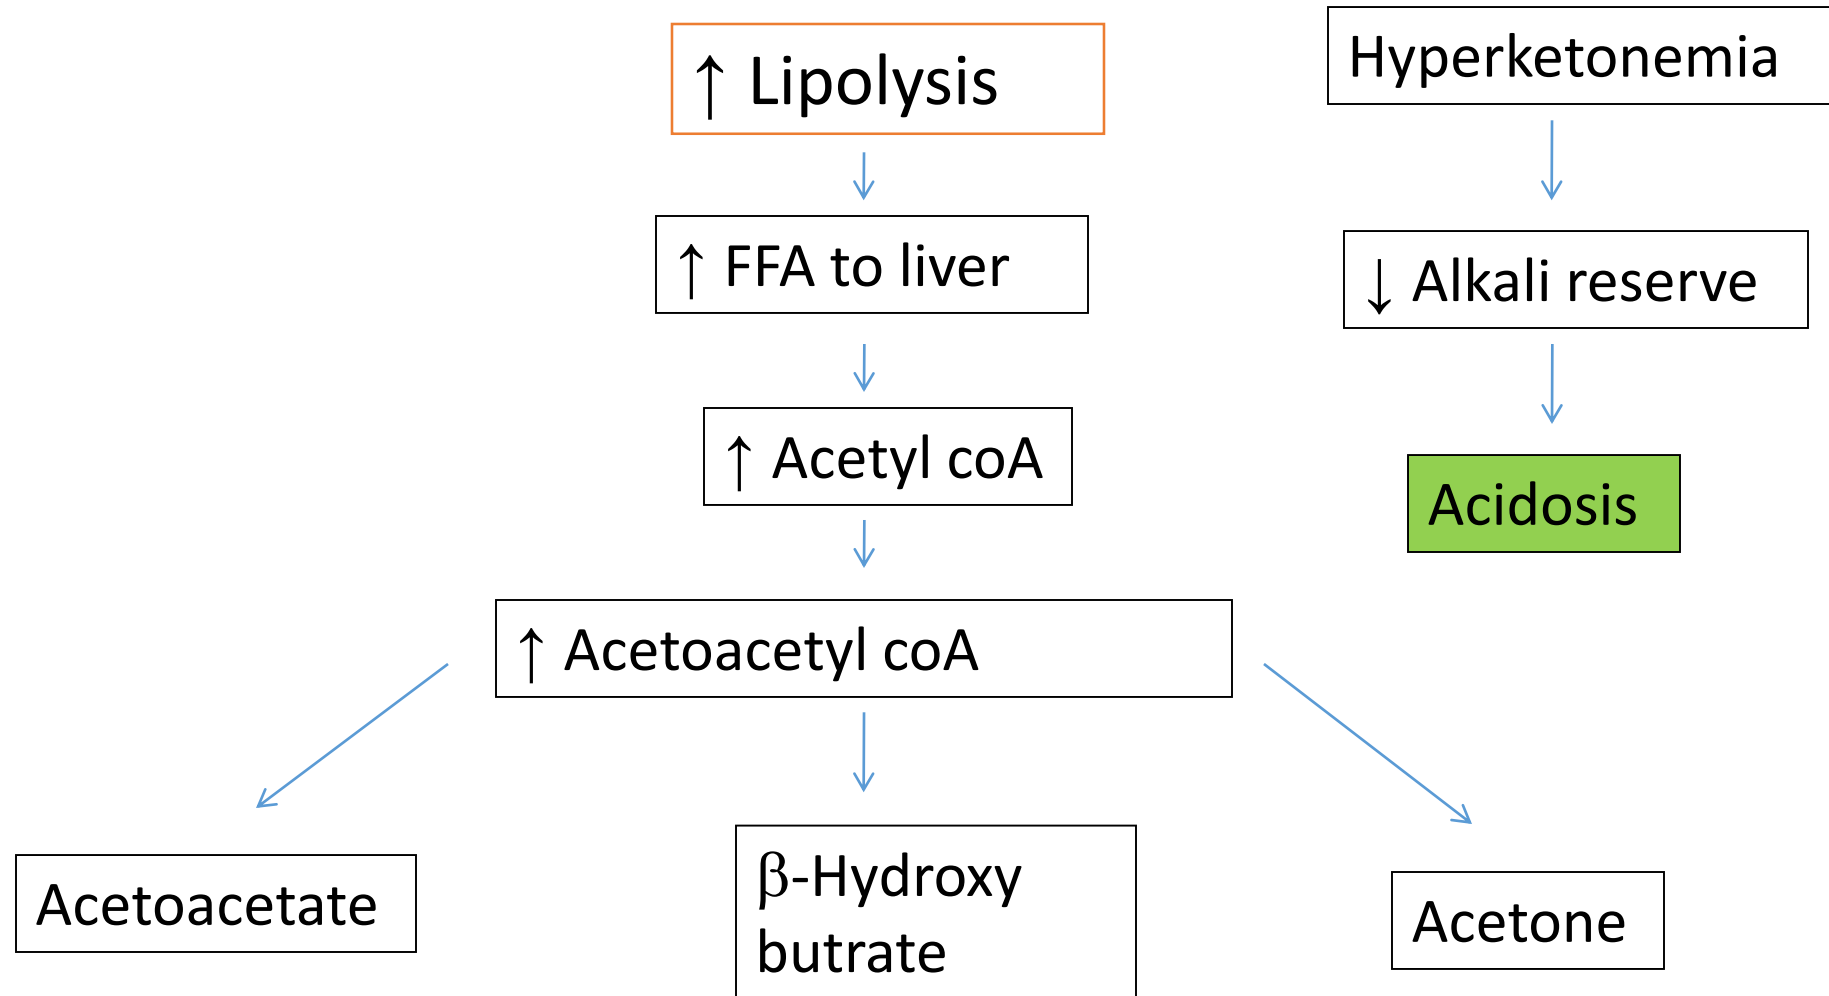 ↑ Lipolysis
↑ FFA to liver
↑ Acetyl coA
↑ Acetoacetyl coA
Acetoacetate
β-Hydroxy
butrate
Acetone
Hyperketonemia
↓ Alkali reserve
Acidosis